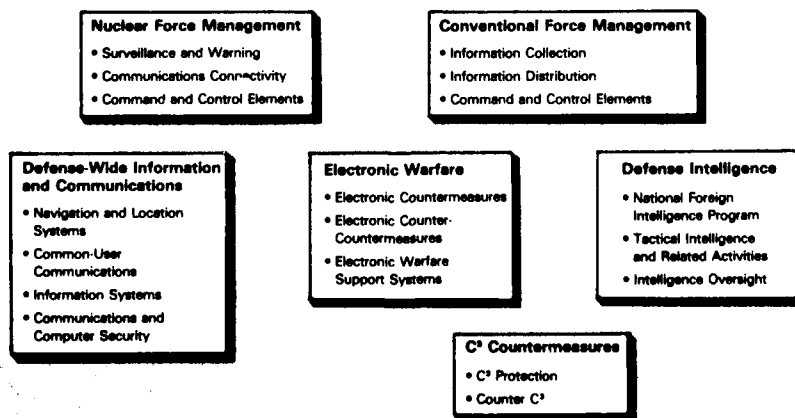 Nuclear Force Management
• Surveillance and Warning
• Communications Connectivity
• Command and Control Elements
Conventional Force Management
• Information Collection
• Information Distribution
• Command and Control Elements
Defense-Wide Information
and Communications
• Navigation and Location
Systems
• Common-User
Communications
• Information Systems
• Communications and
Computer Security
Electronic Warfare
• Electronic Countermeasures
• Electronic Counter-
Countermeasures
• Electronic Warfare
Support Systems
Defense Intelligence
• National Foreign
Intelligence Program
• Tactical Intelligence
and Related Activities
• Intelligence Oversight
C³ Countermeasures
• C³ Protection
• Counter C³